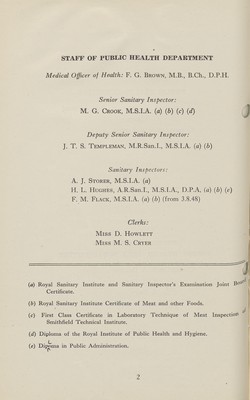 STAFF OF PUBLIC HEALTH DEPARTMENT
Medical Officer of Health: F. G. BROWN, M.B., B.Ch., D.P.H.
Senior Sanitary Inspector:
M. G. CROOK, M.S.I.A. (a) (b) (c) (d)
Deputy Senior Sanitary Inspector:
J. T. S. TEMPLEMAN, M.R.San.I., M.S.I.A. (a) (b)
Sanitary Inspectors:
A. J. STORER, M.S.I.A. (a)
H. L. HUGHES, A.R.San.I., M.S.I.A., D.P.A. (a) (b) (e)
F. M. FLACK, M.S.I.A. (a) (b) (from 3.8.48)
Clerks:
MISS D. HOWLETT
MISS M. S. CRYER
(a) Royal Sanitary Institute and Sanitary Inspector's Examination Joint Board
Certificate.
(b) Royal Sanitary Institute Certificate of Meat and other Foods.
(c) First Class Certificate in Laboratory Technique of Meat Inspection of
Smithfield Technical Institute.
(d) Diploma of the Royal Institute of Public Health and Hygiene.
(e) Diploma in Public Administration.
2